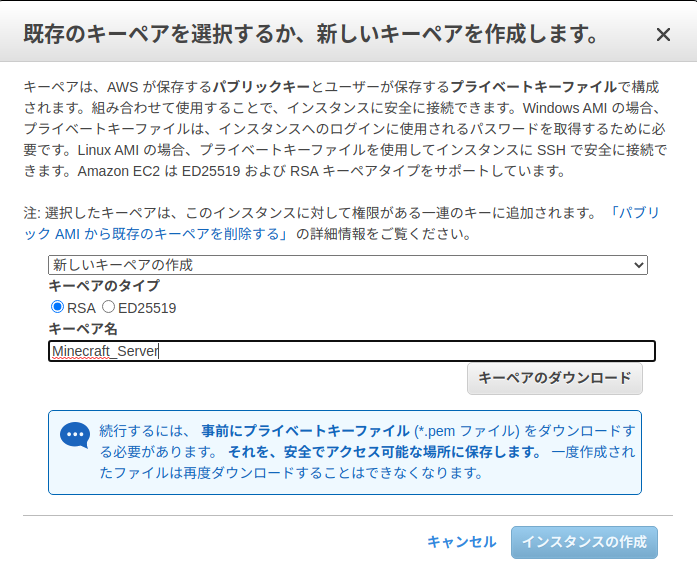 既存のキーペアを選択するか、新しいキーペアを作成します。
キーペアは、AWS が保存するパブリックキーとユーザーが保存するプライベートキーファイルで構成
されます。組み合わせて使用することで、インスタンスに安全に接続できます。Windows AMI の場合、
プライベートキーファイルは、インスタンスへのログインに使用されるパスワードを取得するために必
要です。Linux AMI の場合、プライベートキーファイルを使用してインスタンスに SSH で安全に接続で
きます。Amazon EC2 は ED25519 および RSA キーペアタイプをサポートしています。
注: 選択したキーペアは、このインスタンスに対して権限がある一連のキーに追加されます。 「パブリ
ック AMI から既存のキーペアを削除する」 の詳細情報をご覧ください。
新しいキーペアの作成
キーペアのタイプ
RSA ED25519
キーペア名
Minecraft_Server
キーペアのダウンロード
続行するには、 事前にプライベートキーファイル (*.pem ファイル) をダウンロードす
る必要があります。 それを、安全でアクセス可能な場所に保存します。 一度作成され
たファイルは再度ダウンロードすることはできなくなります。
キャンセル インスタンスの作成